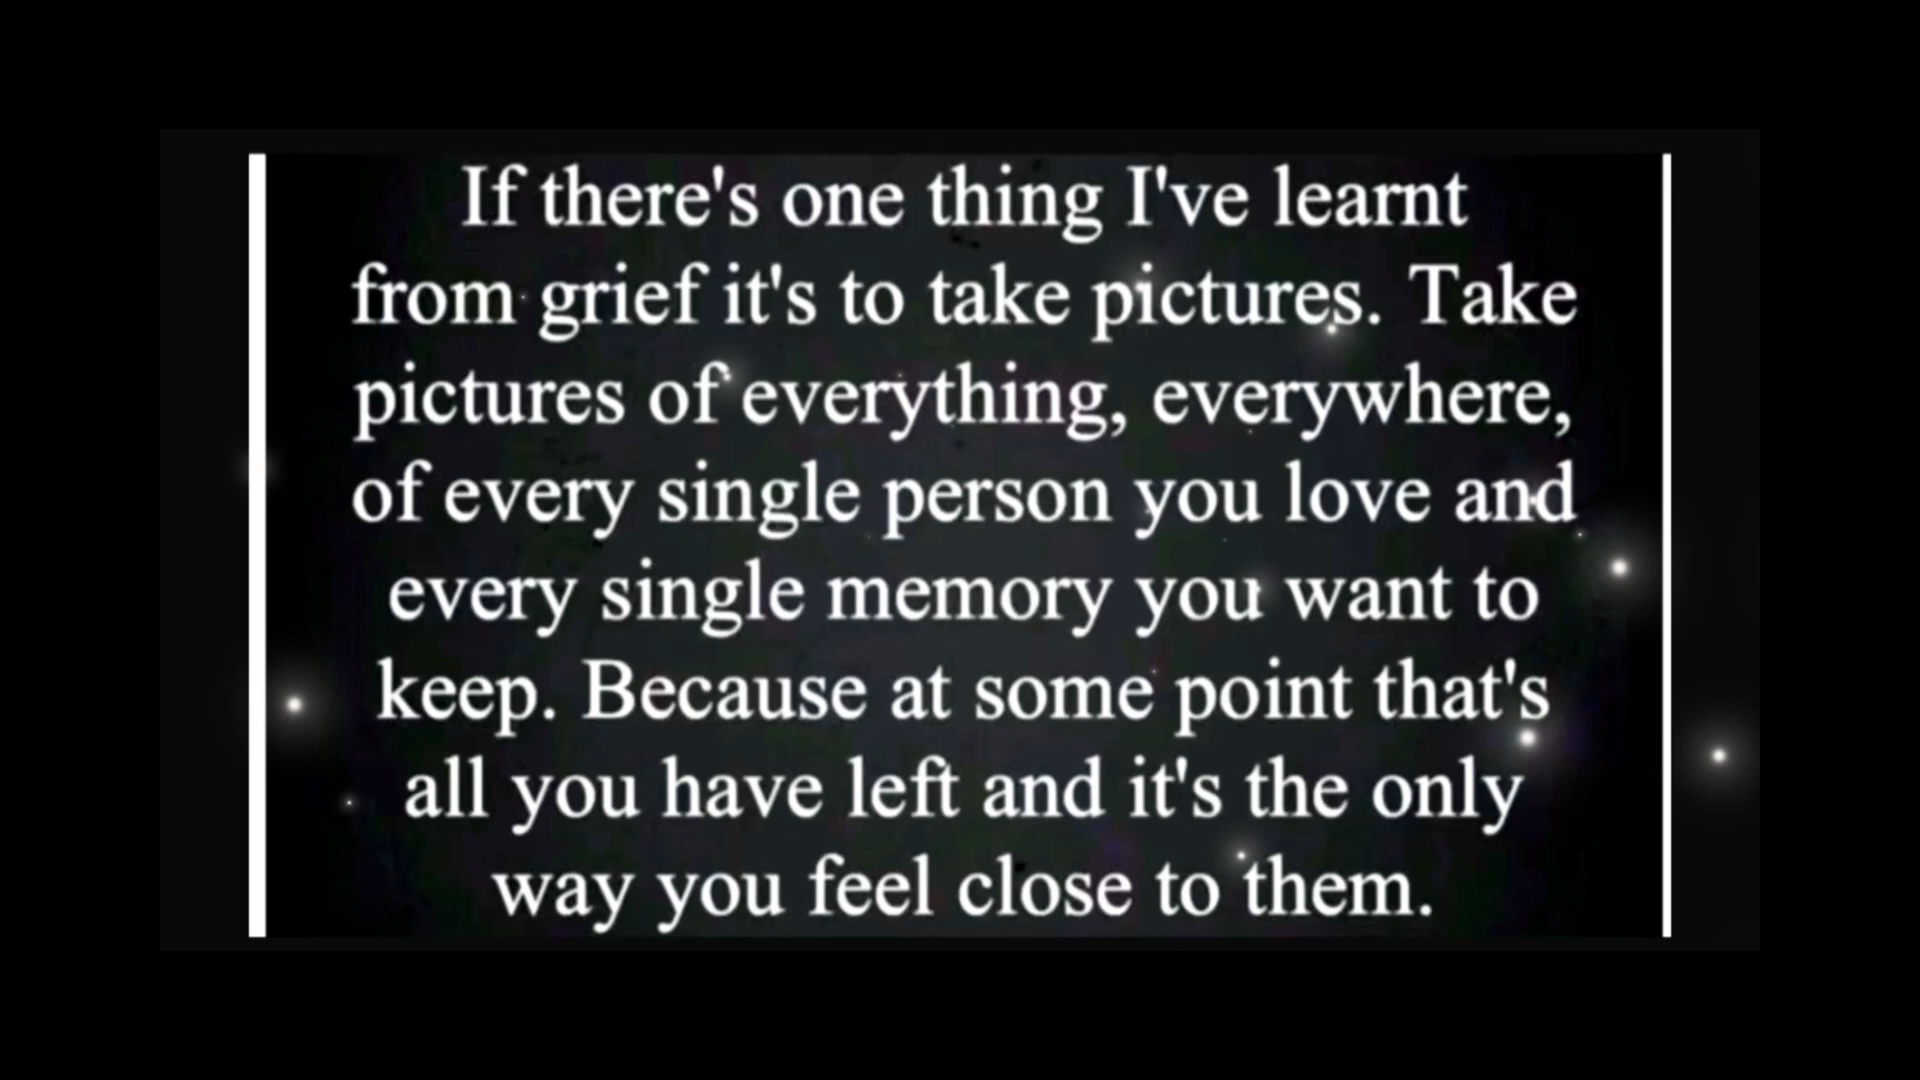 If there's one thing I've learnt
from grief it's to take pictures. Take
pictures of everything, everywhere,
of every single person you love and
every single memory you want to
keep. Because at some point that's
all you have left and it's the only
way you feel close to them.